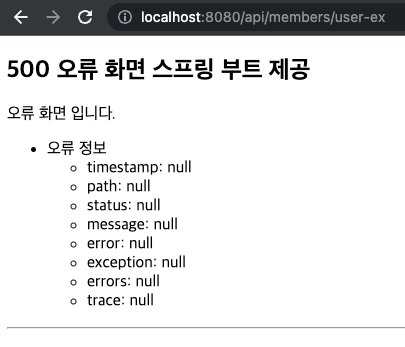 localhost:8080/api/members/user-ex
500 오류 화면 스프링 부트 제공
오류 화면 입니다.
오류 정보
timestamp: null
path: null
status: null
message: null
error: null
exception: null
errors: null
trace: null